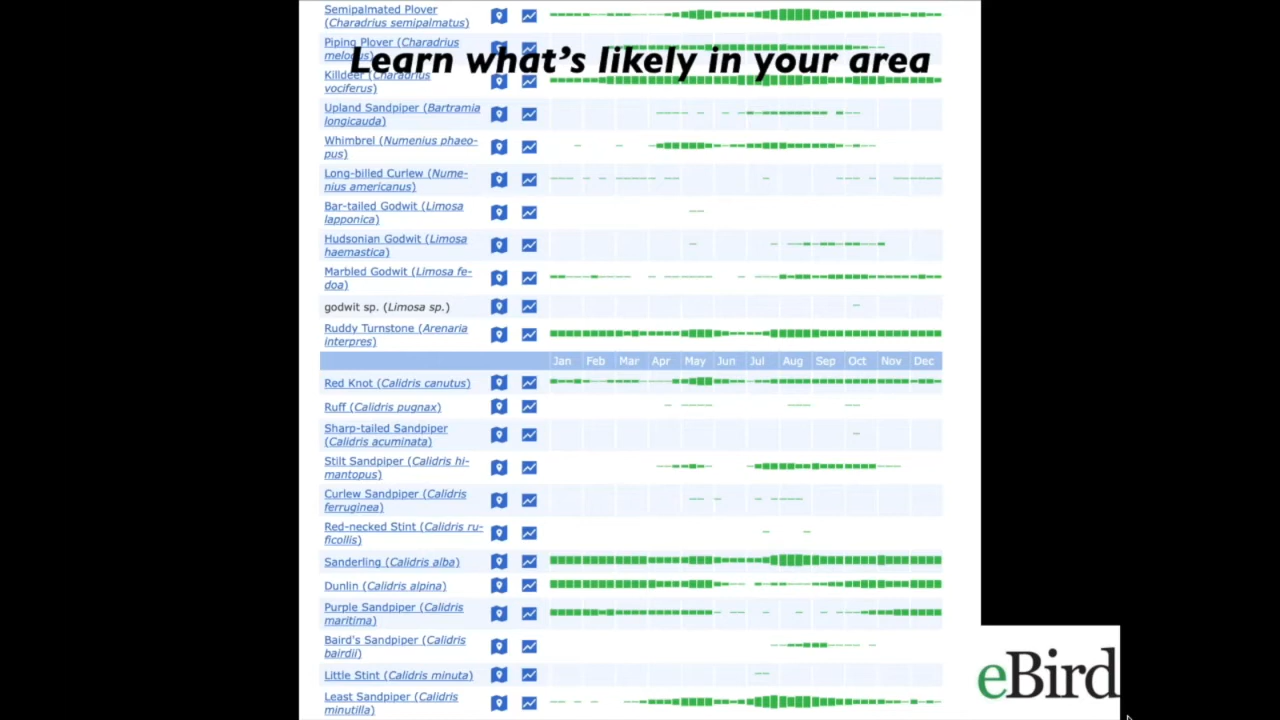 Semipalmated Plover
(Charadrius semipalmatus)
Piping Plover (Charadrius
melodus)
Learn what's likely in your area
Killdeer (Charadrius
vociferus)
Upland Sandpiper (Bartramia
longicauda)
Whimbrel (Numenius phaeo-
pus)
Long-billed Curlew (Nume-
nius americanus)
Bar-tailed Godwit (Limosa
lapponica)
Hudsonian Godwit (Limosa
haemastica)
Marbled Godwit (Limosa fe-
doa)
godwit sp. (Limosa sp.)
Ruddy Turnstone (Arenaria
interpres)
Jan Feb Mar Apr May Jun Jul Aug Sep Oct Nov Dec
Red Knot (Calidris canutus)
Ruff (Calidris pugnax)
Sharp-tailed Sandpiper
(Calidris acuminata)
Stilt Sandpiper (Calidris hi-
mantopus)
Curlew Sandpiper (Calidris
ferruginea)
Red-necked Stint (Calidris ru-
ficollis)
Sanderling (Calidris alba)
Dunlin (Calidris alpina)
Purple Sandpiper (Calidris
maritima)
Baird's Sandpiper (Calidris
bairdii)
Little Stint (Calidris minuta)
Least Sandpiper (Calidris
minutilla)
eBird